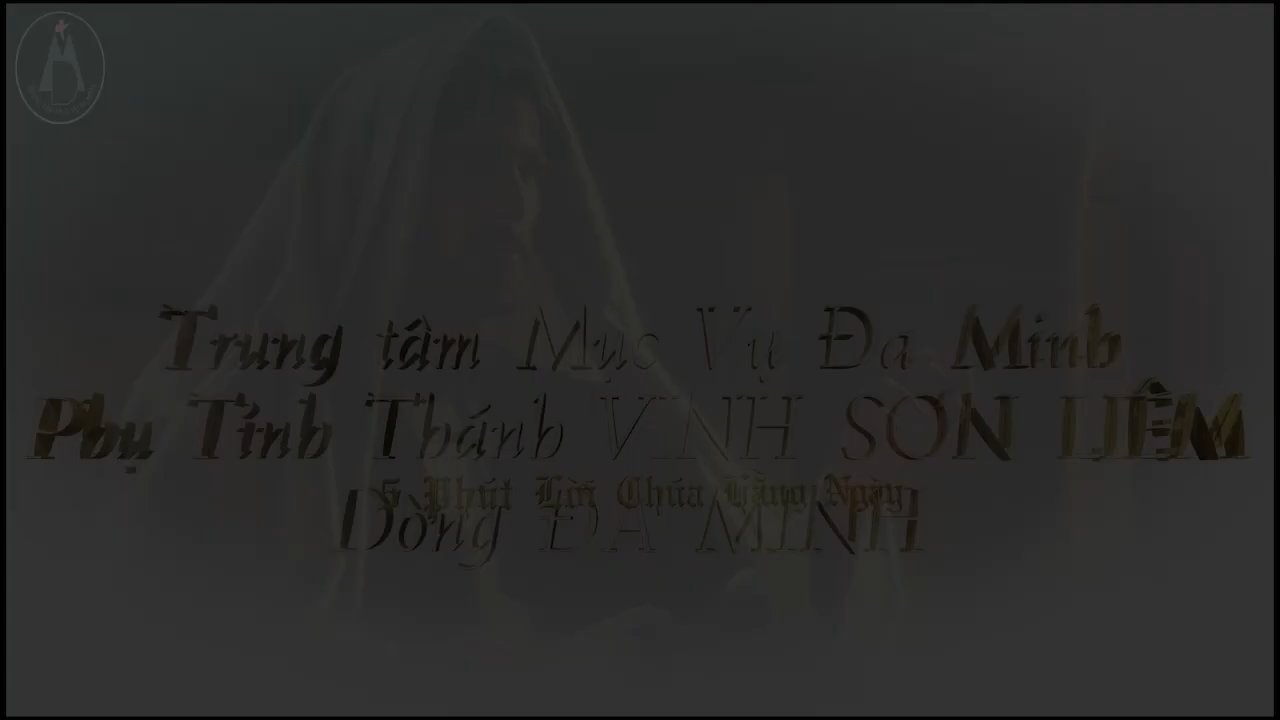 Trung tâm Mục Vụ Đa Minh
Phụ Tỉnh Thánh VINH SƠN LIÊM
5 Phút Lời Chúa Hằng Ngày
Dòng ĐA MINH